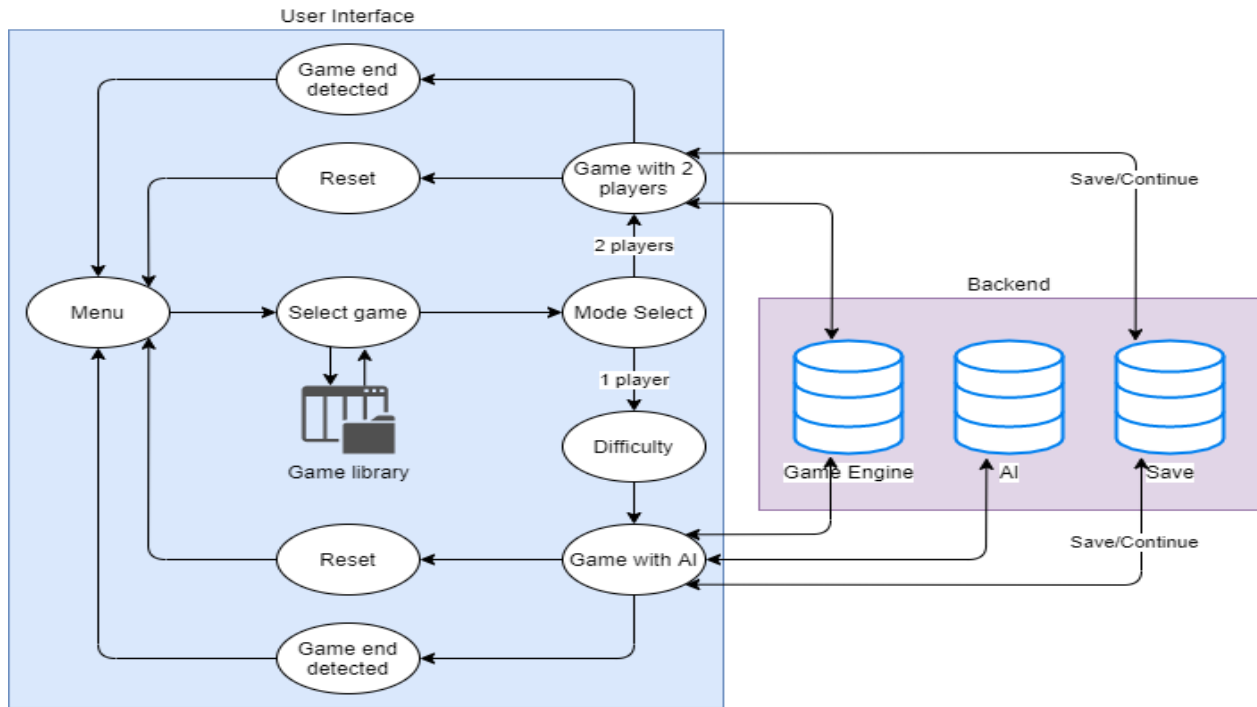 User Interface
Game end
detected
Reset
Game with 2
players
Save/Continue
2 players
Backend
Menu
Select game
Mode Select
1 player
Game library
Difficulty
Game Engine
AI
Save
Reset
Game with AI
Save/Continue
Game end
detected